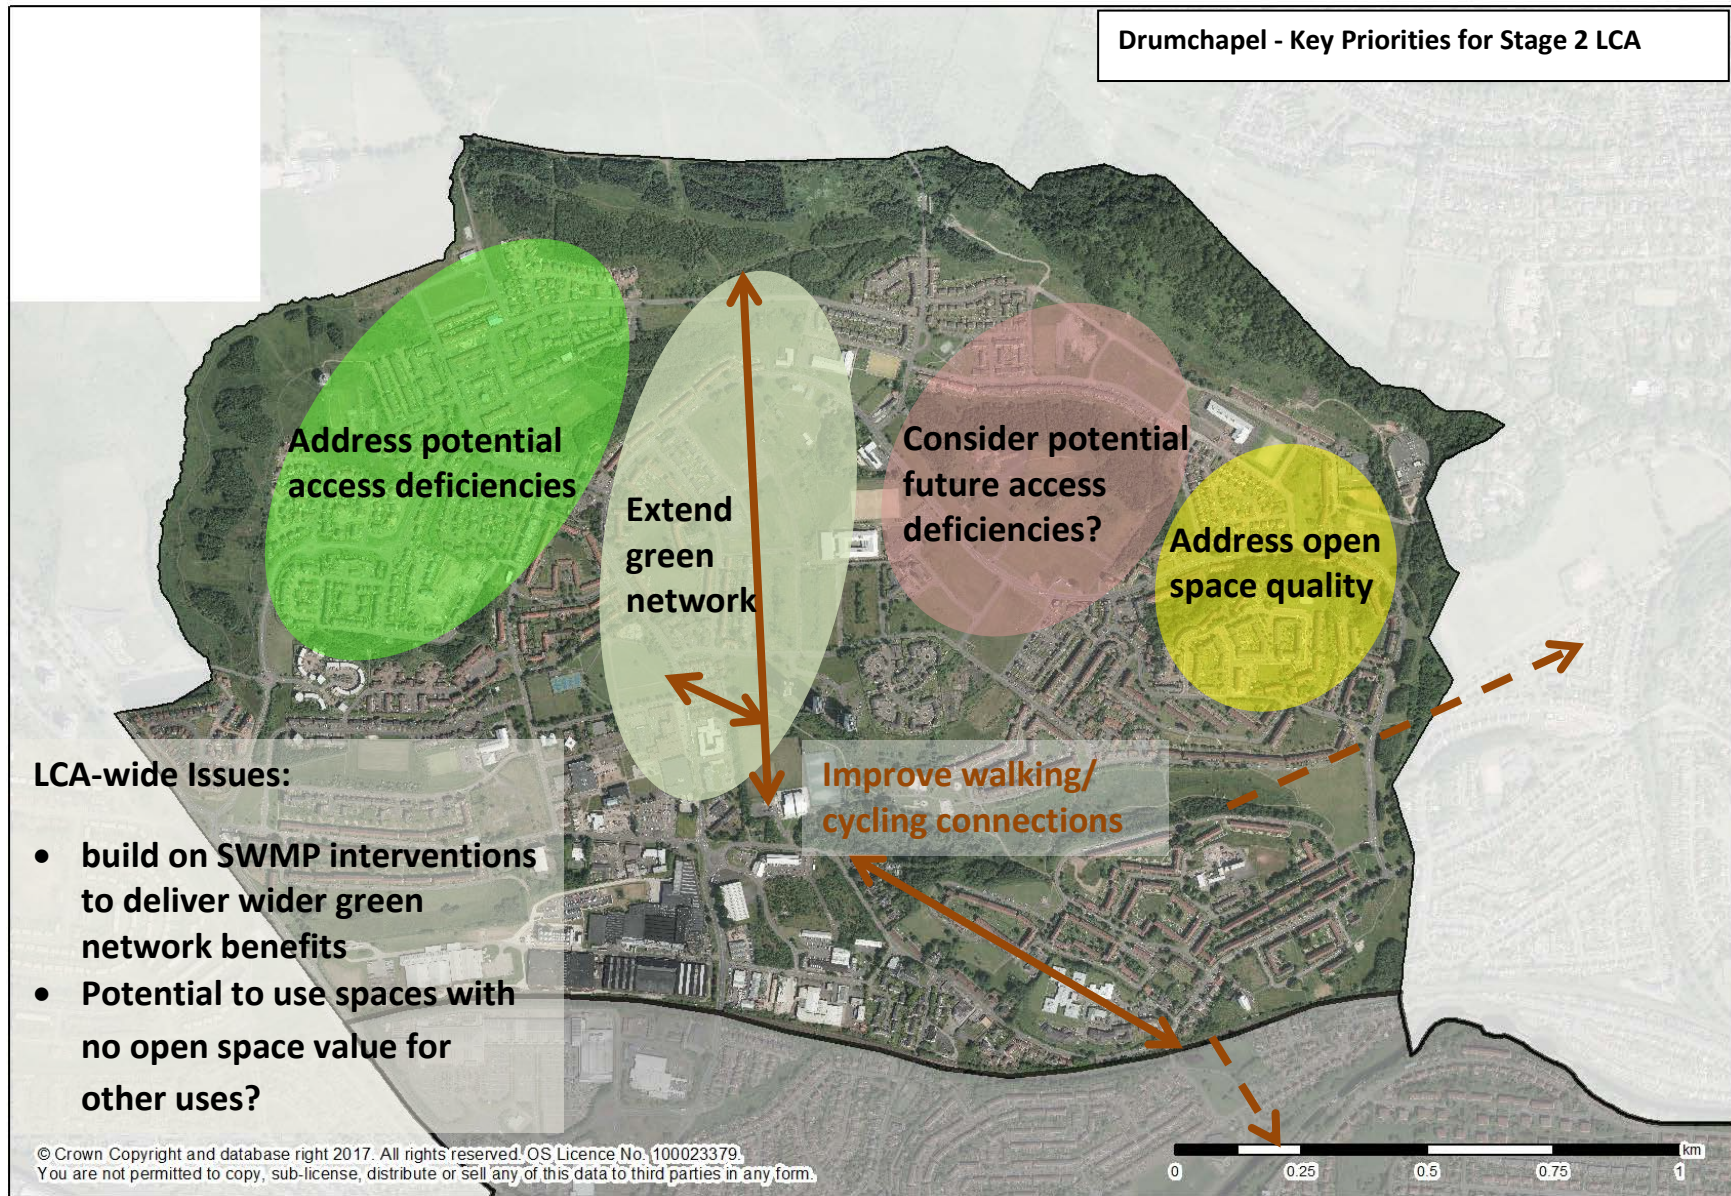 Drumchapel - Key Priorities for Stage 2 LCA
Address potential
access deficiencies
Extend
green
network
Consider potential
future access
deficiencies?
Address open
space quality
Improve walking/
cycling connections
LCA-wide Issues:
• build on SWMP interventions
to deliver wider green
network benefits
• Potential to use spaces with
no open space value for
other uses?
© Crown Copyright and database right 2017. All rights reserved. OS Licence No. 100023379.
You are not permitted to copy, sub-license, distribute or sell any of this data to third parties in any form.
km
0 0.25 0.5 0.75 1